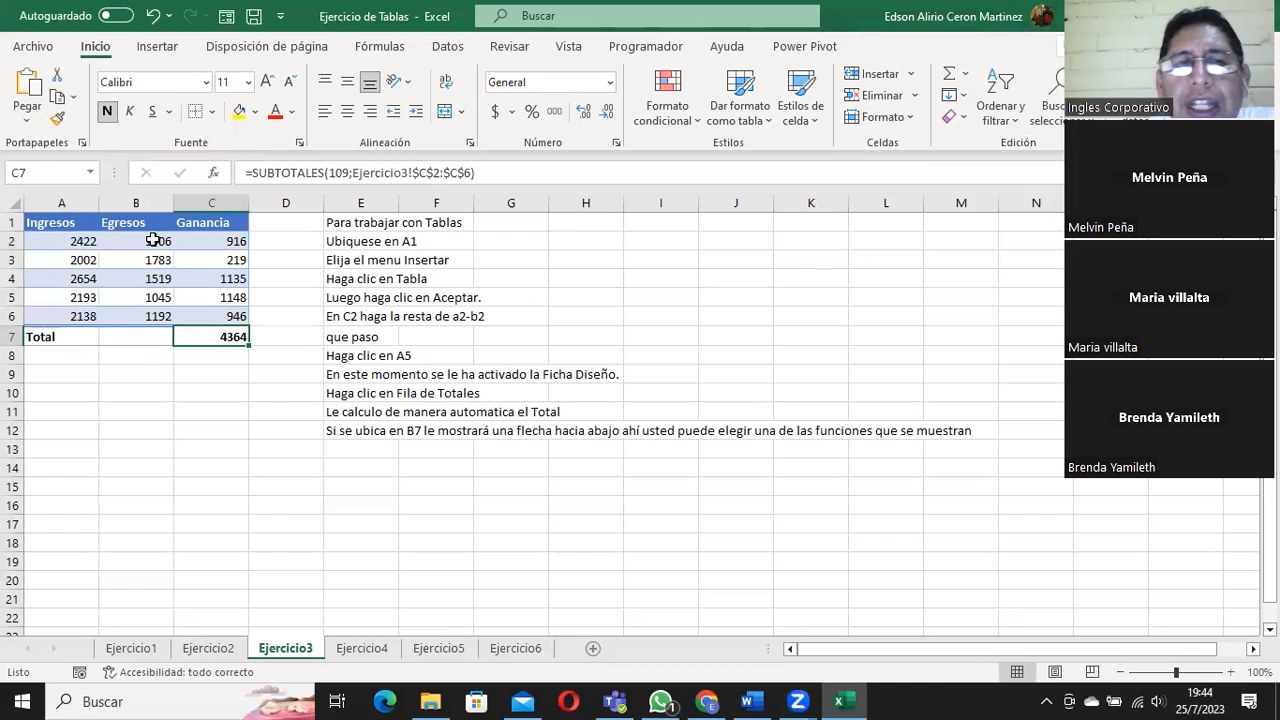 Autoguardado
Ejercicio de Tablas - Excel
Buscar
Edson Alirio Ceron Martinez
Archivo Inicio Insertar Disposición de página Fórmulas Datos Revisar Vista Programador Ayuda Power Pivot
Pegar
Calibri 11
N K S
General
$ % 000
Formato condicional
Dar formato como tabla
Estilos de celda
Insertar
Eliminar
Formato
Ordenar y filtrar
Portapapeles Fuente Alineación Número Estilos Celdas
C7
fx =SUBTOTALES(109;Ejercicio3!$C$2:$C$6)
A B C D E F G H I J K L M N
1 Ingresos Egresos Ganancia Para trabajar con Tablas
2 2422 916 Ubiquese en A1
3 2002 1783 219 Elija el menu Insertar
4 2654 1519 1135 Haga clic en Tabla
5 2193 1045 1148 Luego haga clic en Aceptar.
6 2138 1192 946 En C2 haga la resta de a2-b2
7 Total 4364 que paso
8 Haga clic en A5
9 En este momento se le ha activado la Ficha Diseño.
10 Haga clic en Fila de Totales
11 Le calculo de manera automatica el Total
12 Si se ubica en B7 le mostrará una flecha hacia abajo ahí usted puede elegir una de las funciones que se muestran
13
14
15
16
17
18
19
20
21
22
Ejercicio1 Ejercicio2 Ejercicio3 Ejercicio4 Ejercicio5 Ejercicio6
Listo
Accesibilidad: todo correcto
100%
Buscar
19:44
25/7/2023
Ingles Corporativo
Melvin Peña
Melvin Peña
Maria villalta
Maria villalta
Brenda Yamileth
Brenda Yamileth